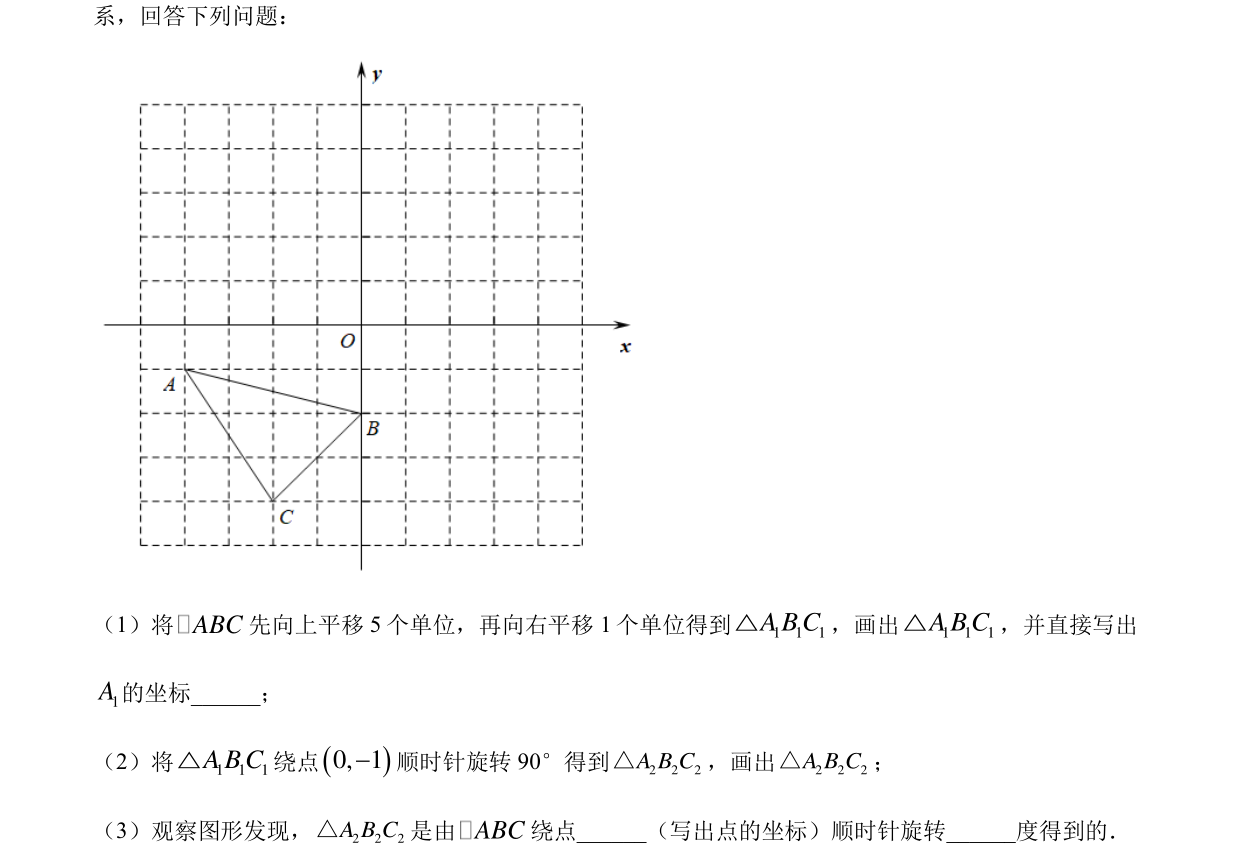 系，回答下列问题：
y
O
x
A
B
C
（1）将□ABC先向上平移5个单位，再向右平移1个单位得到△A₁B₁C₁，画出△A₁B₁C₁，并直接写出
A₁的坐标______；
（2）将△A₁B₁C₁绕点(0,−1)顺时针旋转90°得到△A₂B₂C₂，画出△A₂B₂C₂；
（3）观察图形发现，△A₂B₂C₂是由□ABC绕点______（写出点的坐标）顺时针旋转______度得到的．